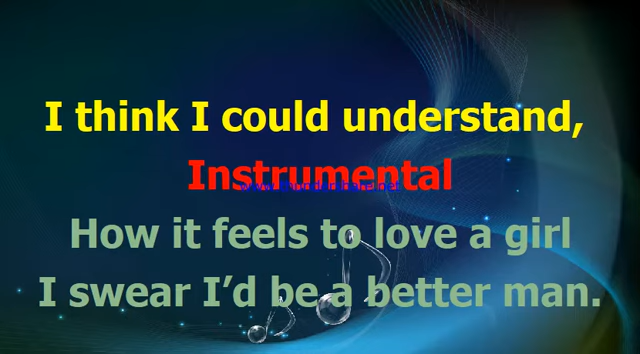 I think I could understand,
Instrumental
How it feels to love a girl
I swear I’d be a better man.